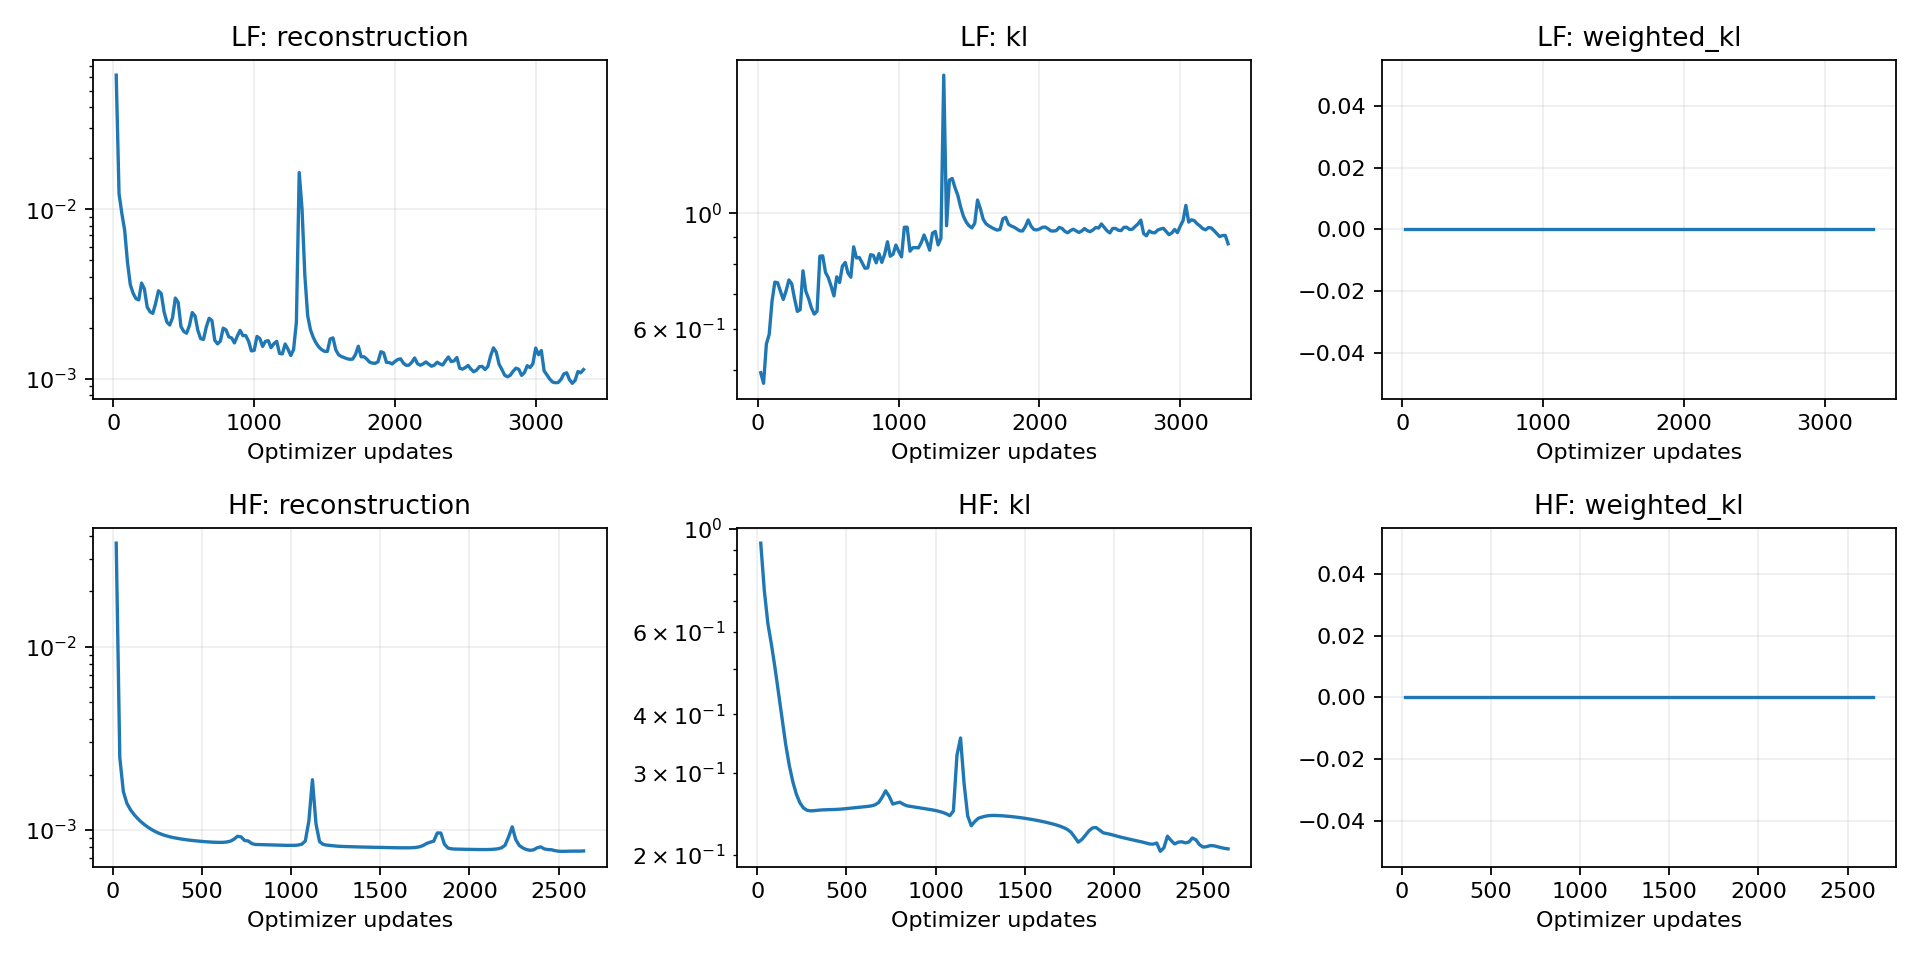 LF: reconstruction
LF: kl
LF: weighted_kl
10⁻²
10⁻³
0 1000 2000 3000
Optimizer updates
10⁰
6 × 10⁻¹
0 1000 2000 3000
Optimizer updates
0.04
0.02
0.00
−0.02
−0.04
0 1000 2000 3000
Optimizer updates
HF: reconstruction
HF: kl
HF: weighted_kl
10⁻²
10⁻³
0 500 1000 1500 2000 2500
Optimizer updates
10⁰
6 × 10⁻¹
4 × 10⁻¹
3 × 10⁻¹
2 × 10⁻¹
0 500 1000 1500 2000 2500
Optimizer updates
0.04
0.02
0.00
−0.02
−0.04
0 500 1000 1500 2000 2500
Optimizer updates